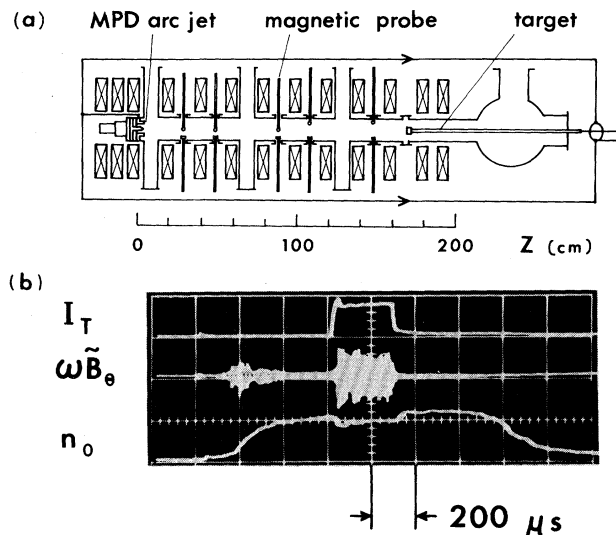 (a)
MPD arc jet
magnetic probe
target
0
100
200
Z (cm)
(b)
I_T
ωB̃_θ
n_0
200 μs